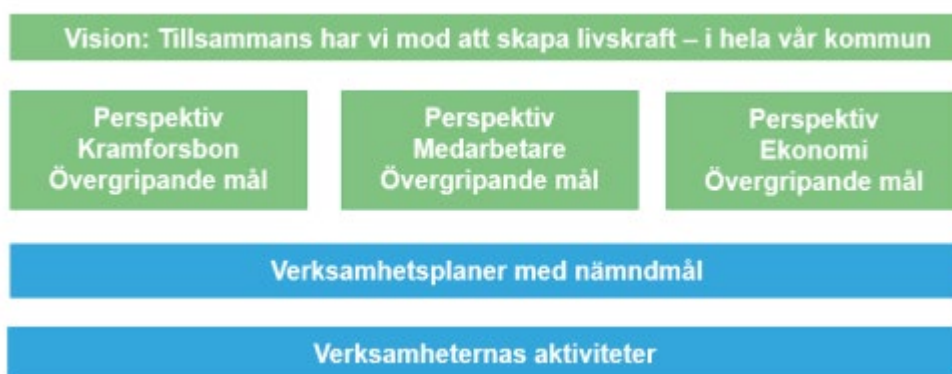 Vision: Tillsammans har vi mod att skapa livskraft – i hela vår kommun
Perspektiv
Kramforsbon
Övergripande mål
Perspektiv
Medarbetare
Övergripande mål
Perspektiv
Ekonomi
Övergripande mål
Verksamhetsplaner med nämndmål
Verksamheternas aktiviteter